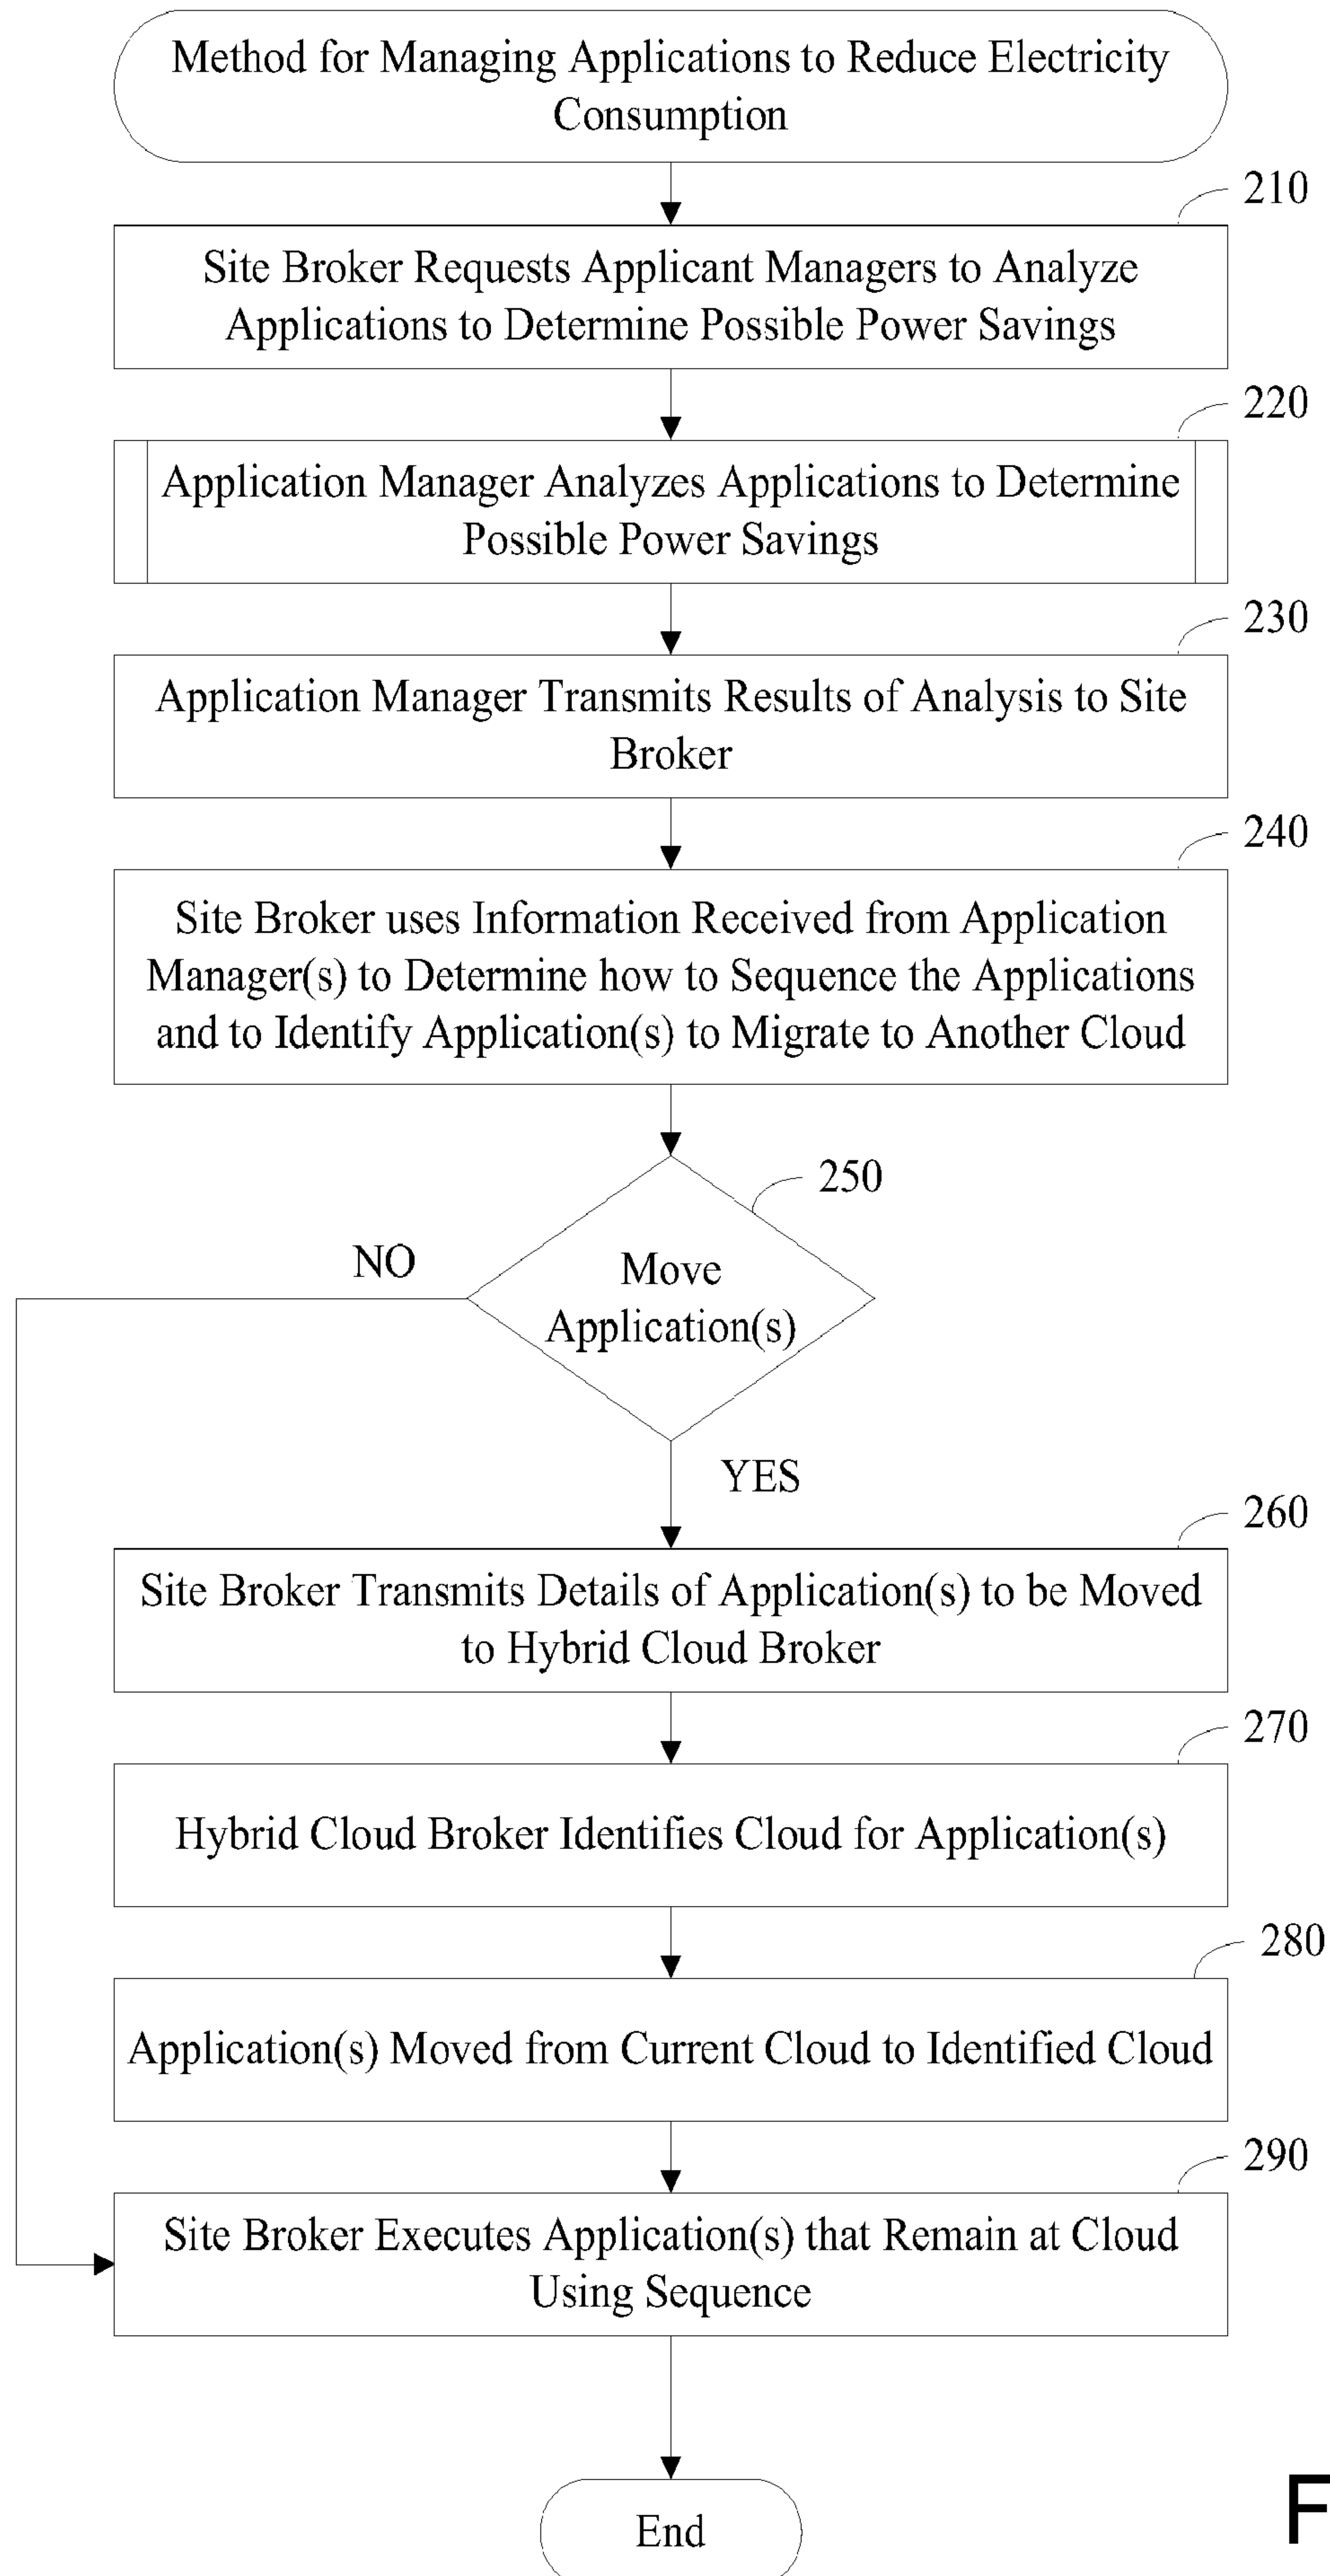 Method for Managing Applications to Reduce Electricity
Consumption
210
Site Broker Requests Applicant Managers to Analyze
Applications to Determine Possible Power Savings
220
Application Manager Analyzes Applications to Determine
Possible Power Savings
230
Application Manager Transmits Results of Analysis to Site
Broker
240
Site Broker uses Information Received from Application
Manager(s) to Determine how to Sequence the Applications
and to Identify Application(s) to Migrate to Another Cloud
250
NO
Move
Application(s)
YES
260
Site Broker Transmits Details of Application(s) to be Moved
to Hybrid Cloud Broker
270
Hybrid Cloud Broker Identifies Cloud for Application(s)
280
Application(s) Moved from Current Cloud to Identified Cloud
290
Site Broker Executes Application(s) that Remain at Cloud
Using Sequence
F
End